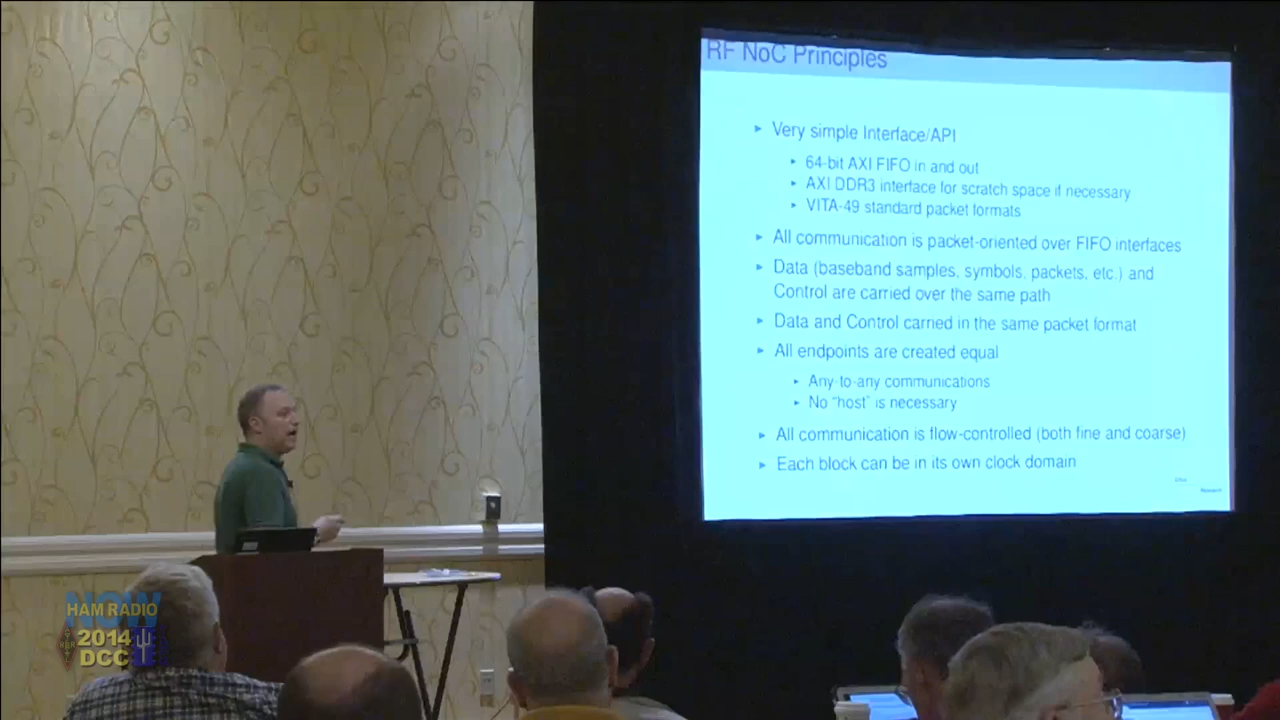 RF NoC Principles
Very simple Interface/API
64-bit AXI FIFO in and out
AXI DDR3 interface for scratch space if necessary
VITA-49 standard packet formats
All communication is packet-oriented over FIFO interfaces
Data (baseband samples, symbols, packets, etc.) and
Control are carried over the same path
Data and Control carried in the same packet format
All endpoints are created equal
Any-to-any communications
No "host" is necessary
All communication is flow-controlled (both fine and coarse)
Each block can be in its own clock domain
Research
NOW
HAM RADIO
2014
DCC